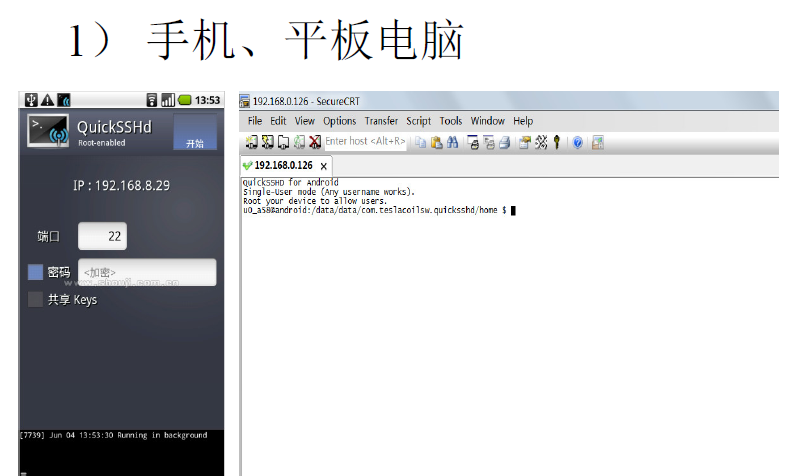 1） 手机、平板电脑
13:53
QuickSSHd
Root-enabled
开始
IP : 192.168.8.29
端口 22
密码 <加密>
www.shouji.com.cn
共享 Keys
[7739] Jun 04 13:53:30 Running in background
192.168.0.126 - SecureCRT
File Edit View Options Transfer Script Tools Window Help
Enter host <Alt+R>
192.168.0.126 x
QuickSSHD for Android
Single-User mode (Any username works).
Root your device to allow users.
u0_a58@android:/data/data/com.teslacoilsw.quicksshd/home $